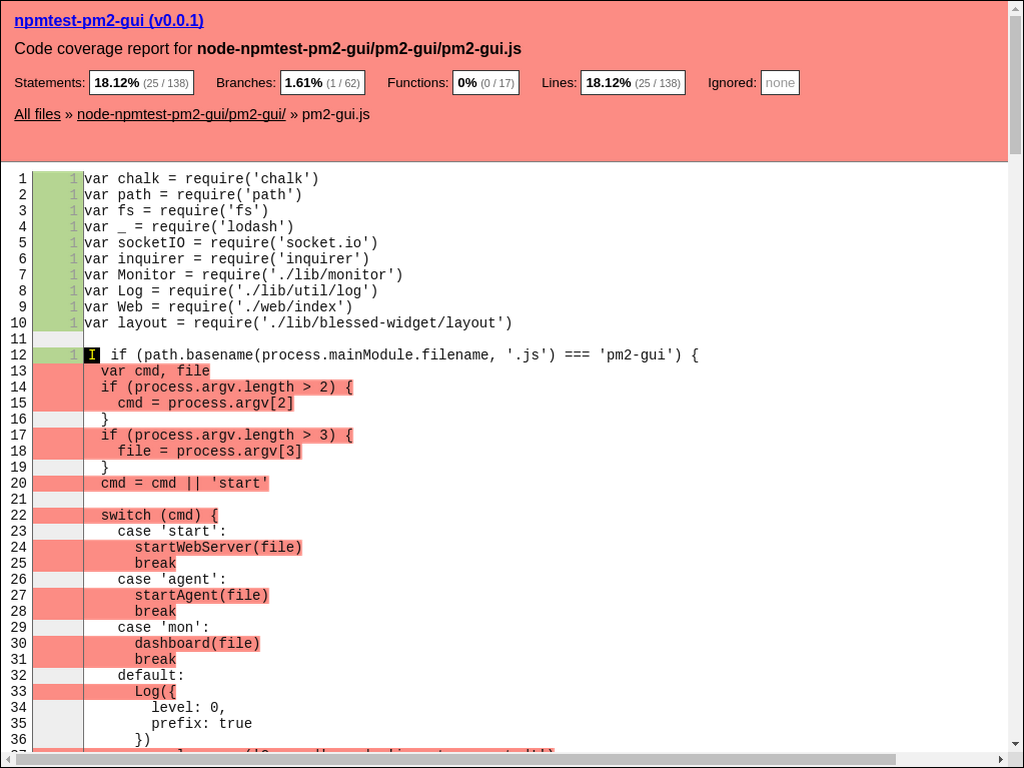 npmtest-pm2-gui (v0.0.1)
Code coverage report for node-npmtest-pm2-gui/pm2-gui/pm2-gui.js
Statements: 18.12% (25 / 138) Branches: 1.61% (1 / 62) Functions: 0% (0 / 17) Lines: 18.12% (25 / 138) Ignored: none
All files » node-npmtest-pm2-gui/pm2-gui/ » pm2-gui.js
1 1 var chalk = require('chalk')
2 1 var path = require('path')
3 1 var fs = require('fs')
4 1 var _ = require('lodash')
5 1 var socketIO = require('socket.io')
6 1 var inquirer = require('inquirer')
7 1 var Monitor = require('./lib/monitor')
8 1 var Log = require('./lib/util/log')
9 1 var Web = require('./web/index')
10 1 var layout = require('./lib/blessed-widget/layout')
11
12 1 I if (path.basename(process.mainModule.filename, '.js') === 'pm2-gui') {
13 var cmd, file
14 if (process.argv.length > 2) {
15 cmd = process.argv[2]
16 }
17 if (process.argv.length > 3) {
18 file = process.argv[3]
19 }
20 cmd = cmd || 'start'
21
22 switch (cmd) {
23 case 'start':
24 startWebServer(file)
25 break
26 case 'agent':
27 startAgent(file)
28 break
29 case 'mon':
30 dashboard(file)
31 break
32 default:
33 Log({
34 level: 0,
35 prefix: true
36 })